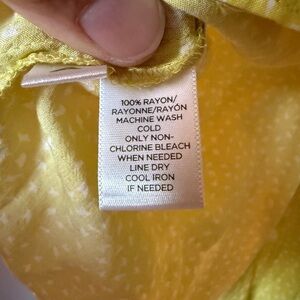 100% RAYON/
RAYONNE/RAYÓN
MACHINE WASH
COLD
ONLY NON-
CHLORINE BLEACH
WHEN NEEDED
LINE DRY
COOL IRON
IF NEEDED